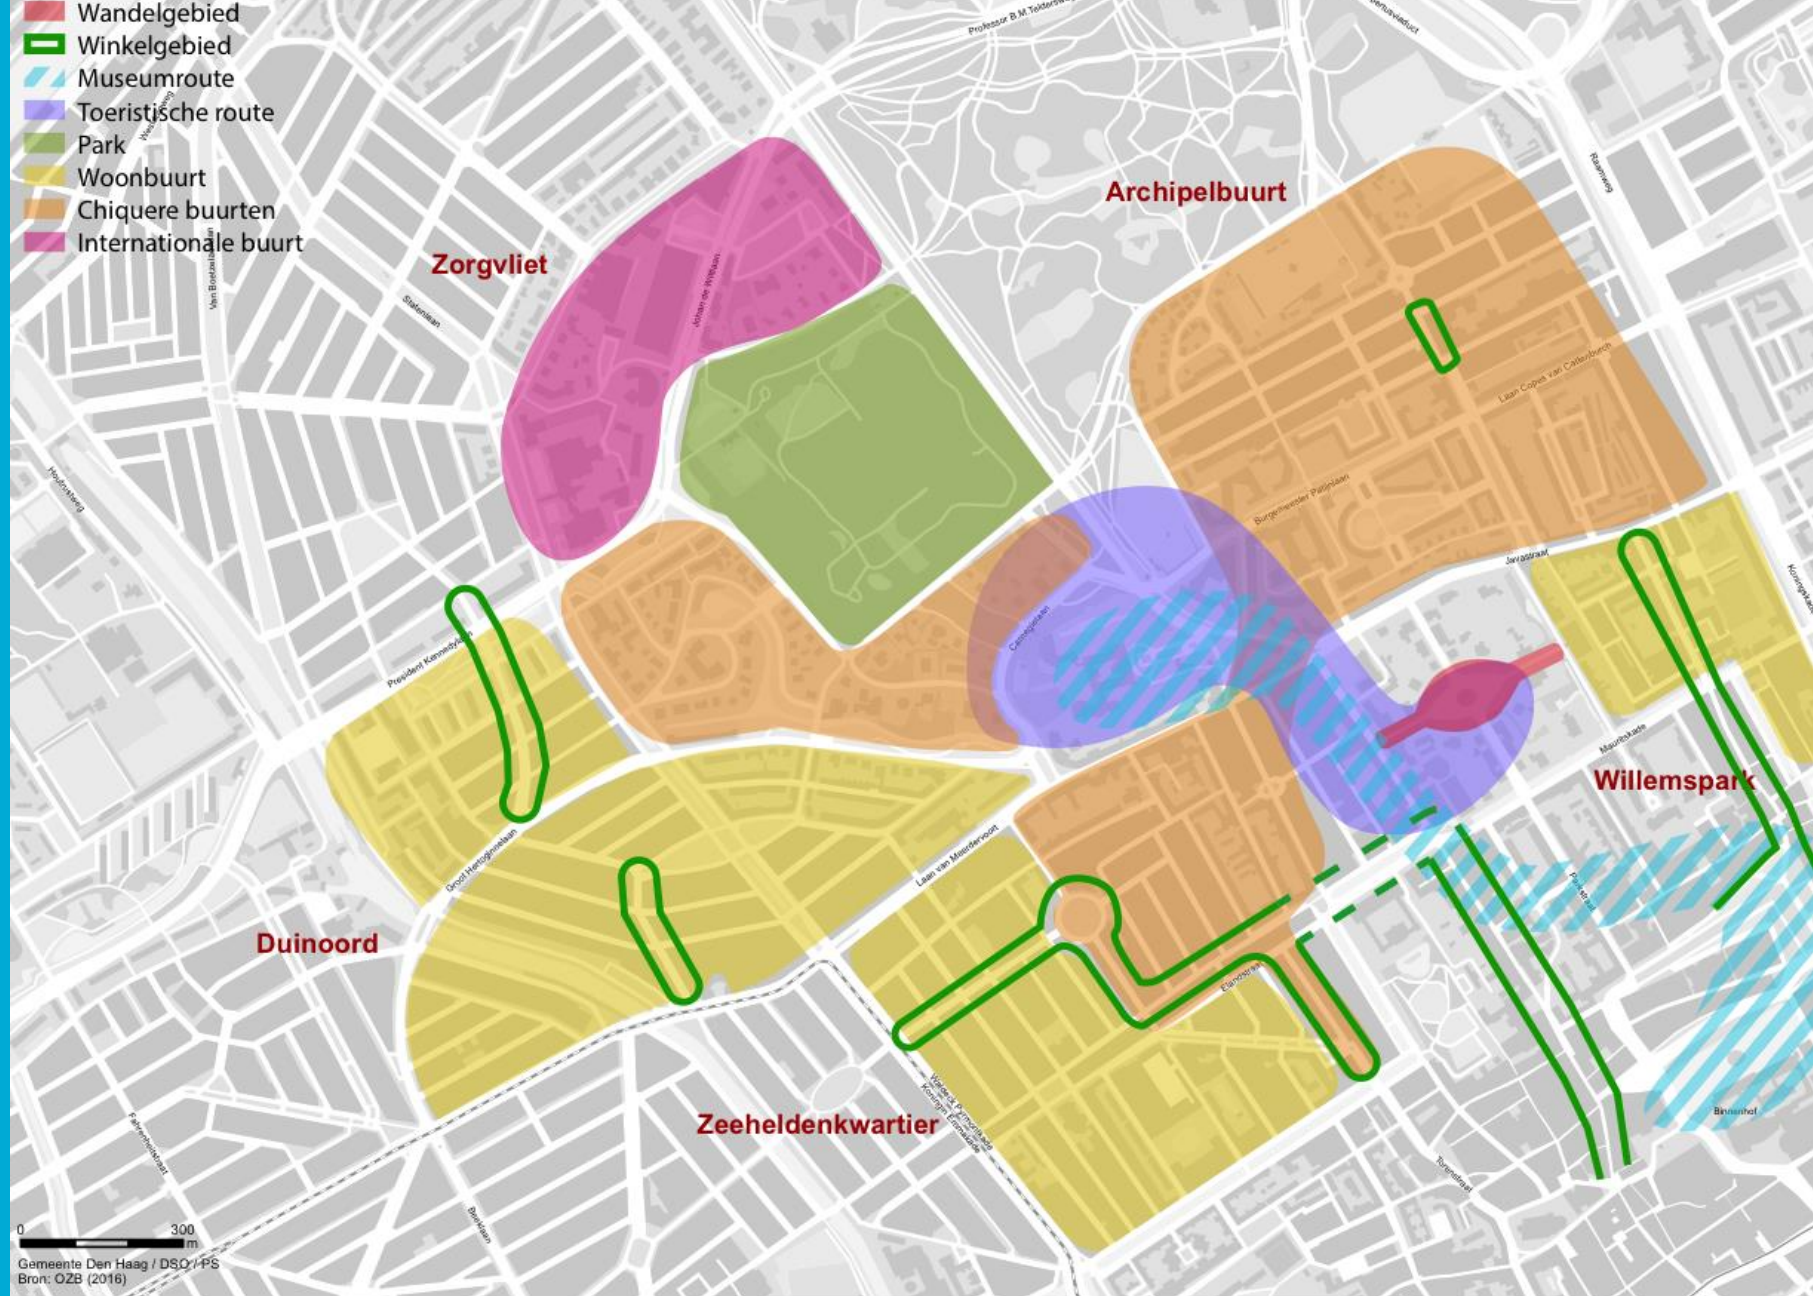 Wandelgebied
Winkelgebied
Museumroute
Toeristische route
Park
Woonbuurt
Chiquere buurten
Internationale buurt
Professor B.M. Teldersweg
Raamweg
Archipelbuurt
Zorgvliet
Van Boetzelaerlaan
Statenlaan
Johan de Wittlaan
Laan Copes van Cattenburch
Houtrustweg
Burgemeester Patijnlaan
Javastraat
Koningskade
Carnegielaan
President Kennedylaan
Mauritskade
Willemspark
Groot Hertoginnelaan
Laan van Meerdervoort
Parkstraat
Duinoord
Elandstraat
Zeeheldenkwartier
Waldeck Pyrmontkade
Koningin Emmakade
Binnenhof
Fahrenheitstraat
Torenstraat
Beeklaan
0 300
m
Gemeente Den Haag / DSO / PS
Bron: OZB (2016)